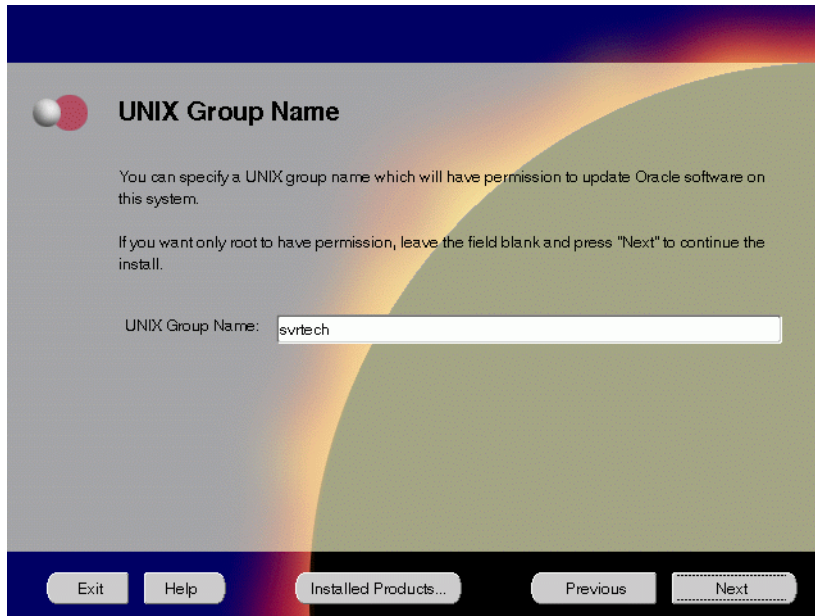 UNIX Group Name
You can specify a UNIX group name which will have permission to update Oracle software on
this system.
If you want only root to have permission, leave the field blank and press "Next" to continue the
install.
UNIX Group Name: svrtech
Exit Help Installed Products... Previous Next